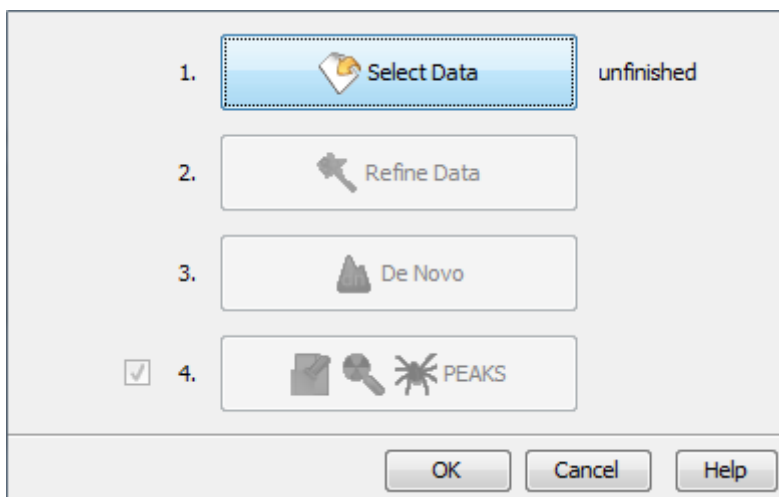 1. Select Data unfinished
2. Refine Data
3. De Novo
4. PEAKS
OK Cancel Help